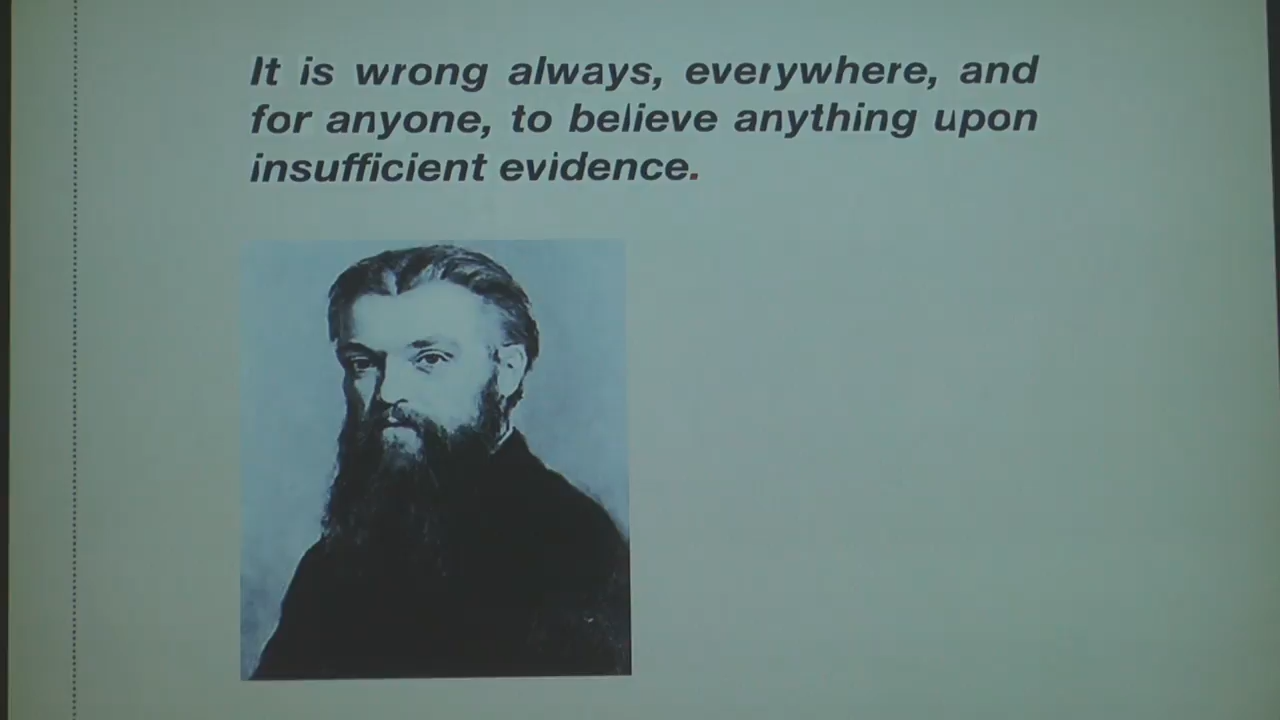 It is wrong always, everywhere, and
for anyone, to believe anything upon
insufficient evidence.